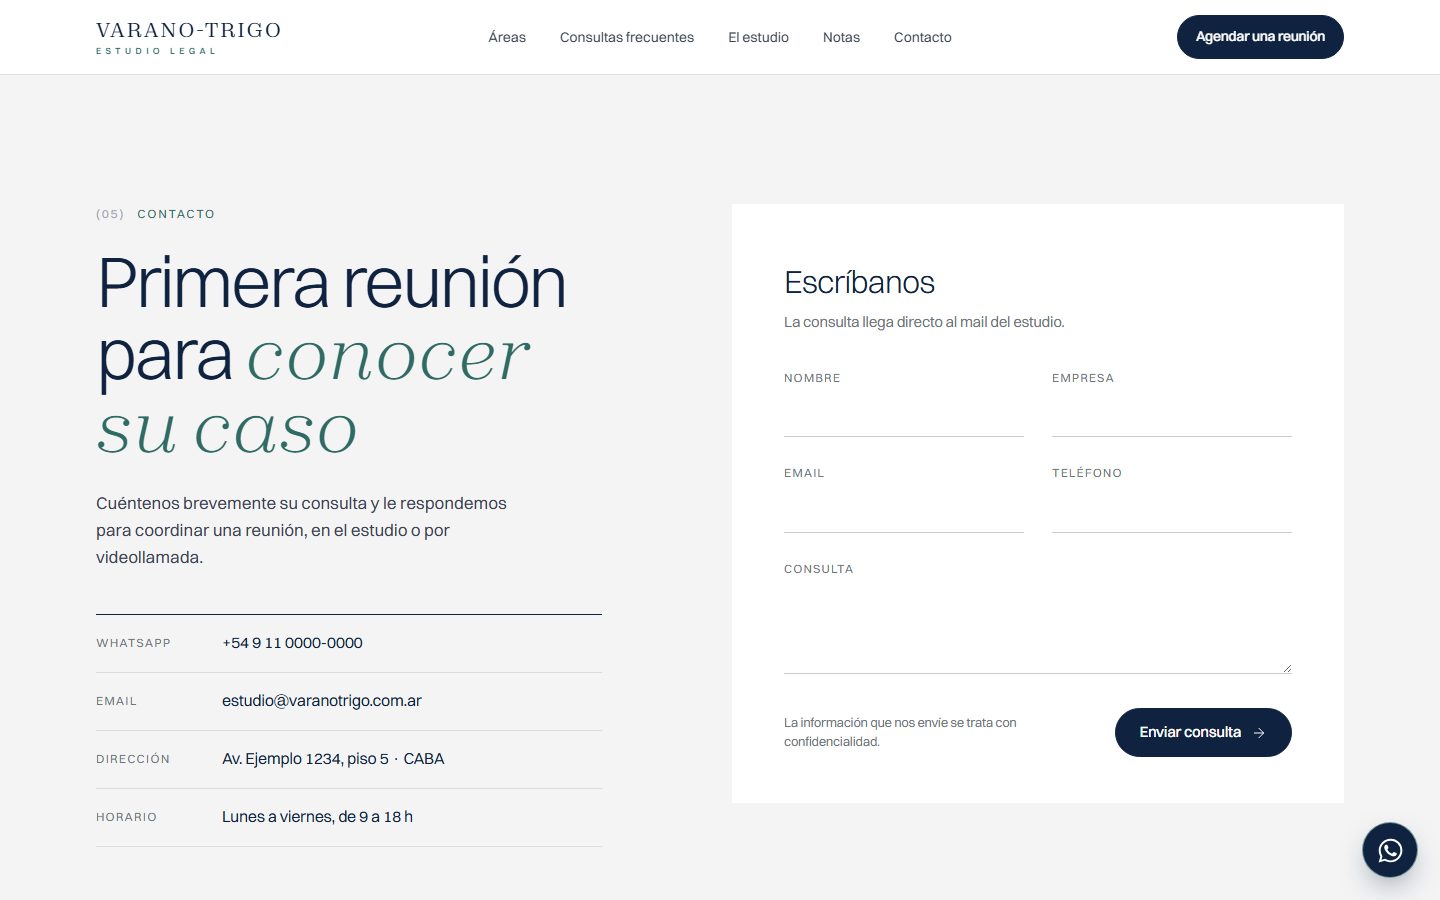 VARANO-TRIGO
ESTUDIO LEGAL
Áreas
Consultas frecuentes
El estudio
Notas
Contacto
Agendar una reunión
(05) CONTACTO
Primera reunión
para conocer
su caso
Cuéntenos brevemente su consulta y le respondemos
para coordinar una reunión, en el estudio o por
videollamada.
WHATSAPP +54 9 11 0000-0000
EMAIL estudio@varanotrigo.com.ar
DIRECCIÓN Av. Ejemplo 1234, piso 5 · CABA
HORARIO Lunes a viernes, de 9 a 18 h
Escríbanos
La consulta llega directo al mail del estudio.
NOMBRE
EMPRESA
EMAIL
TELÉFONO
CONSULTA
La información que nos envíe se trata con
confidencialidad.
Enviar consulta →